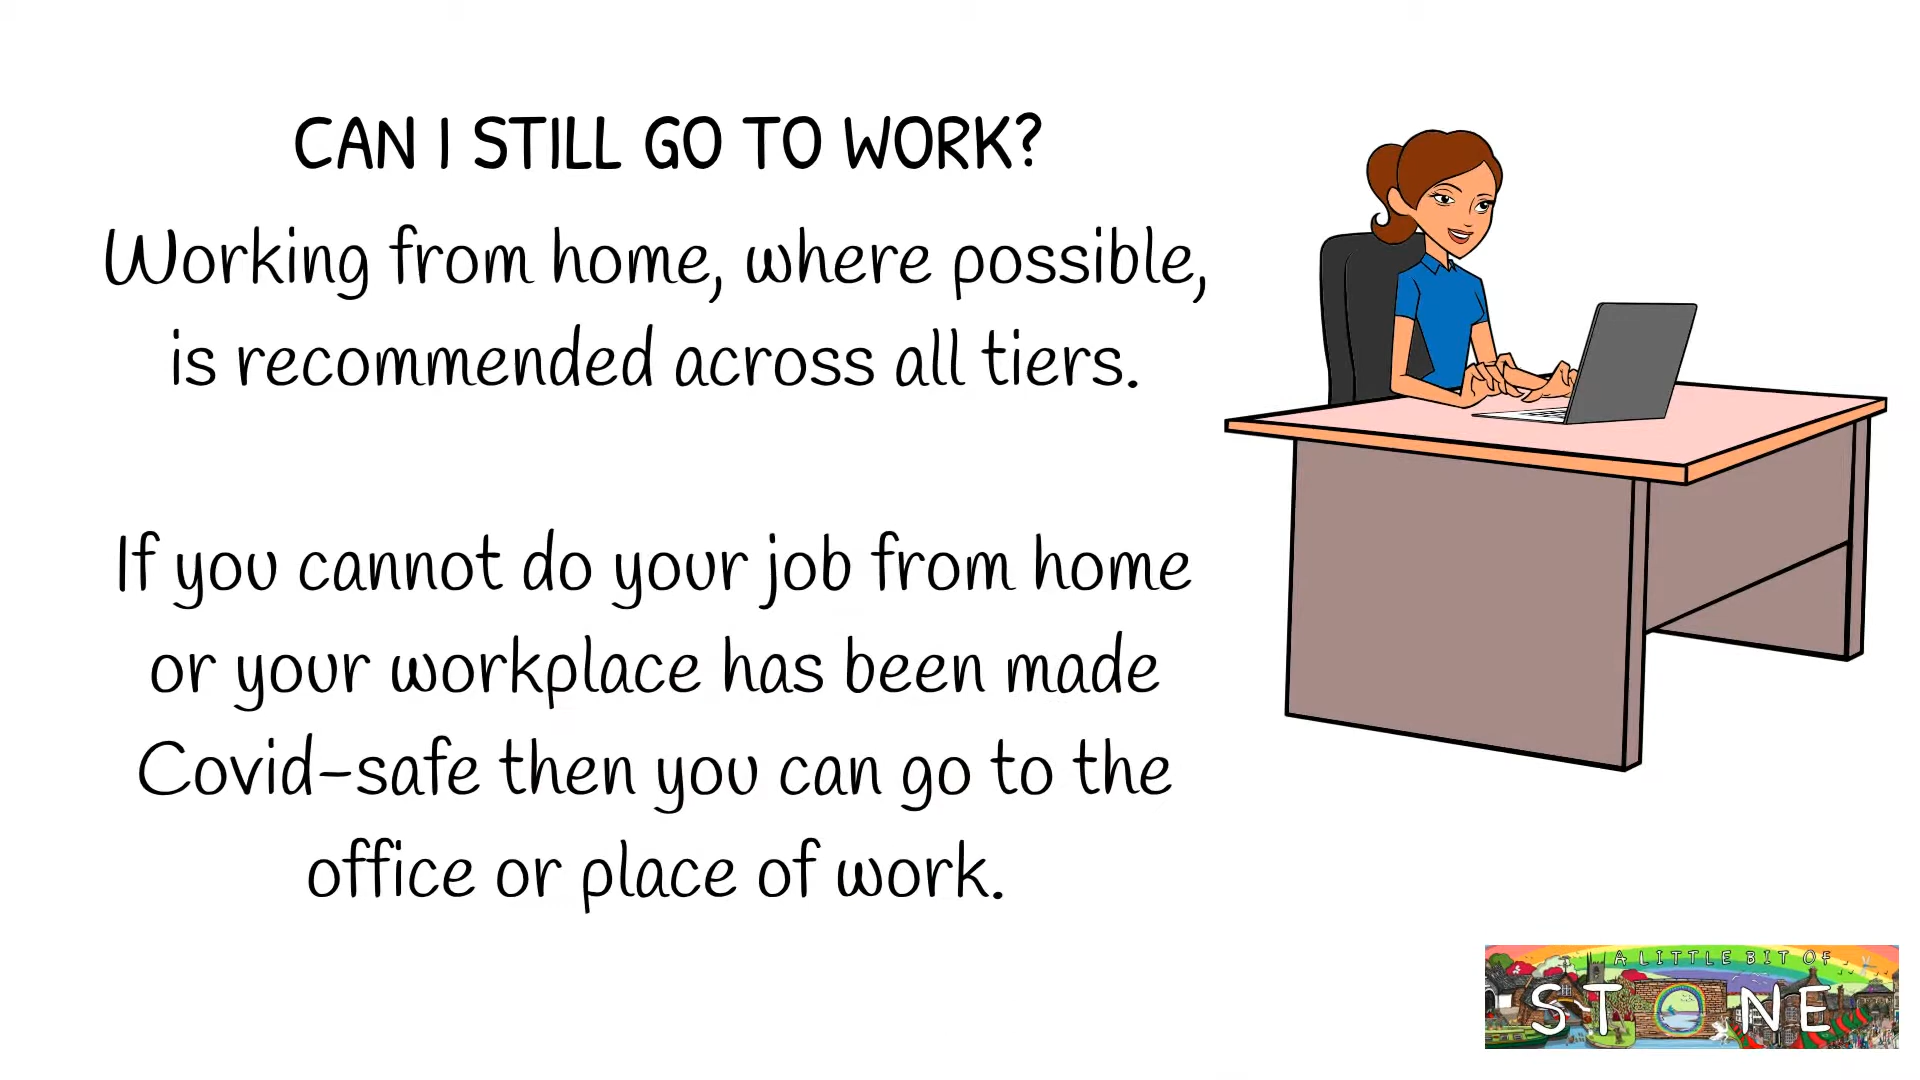 CAN I STILL GO TO WORK?
Working from home, where possible,
is recommended across all tiers.
If you cannot do your job from home
or your workplace has been made
Covid-safe then you can go to the
office or place of work.
A LITTLE BIT OF
STONE